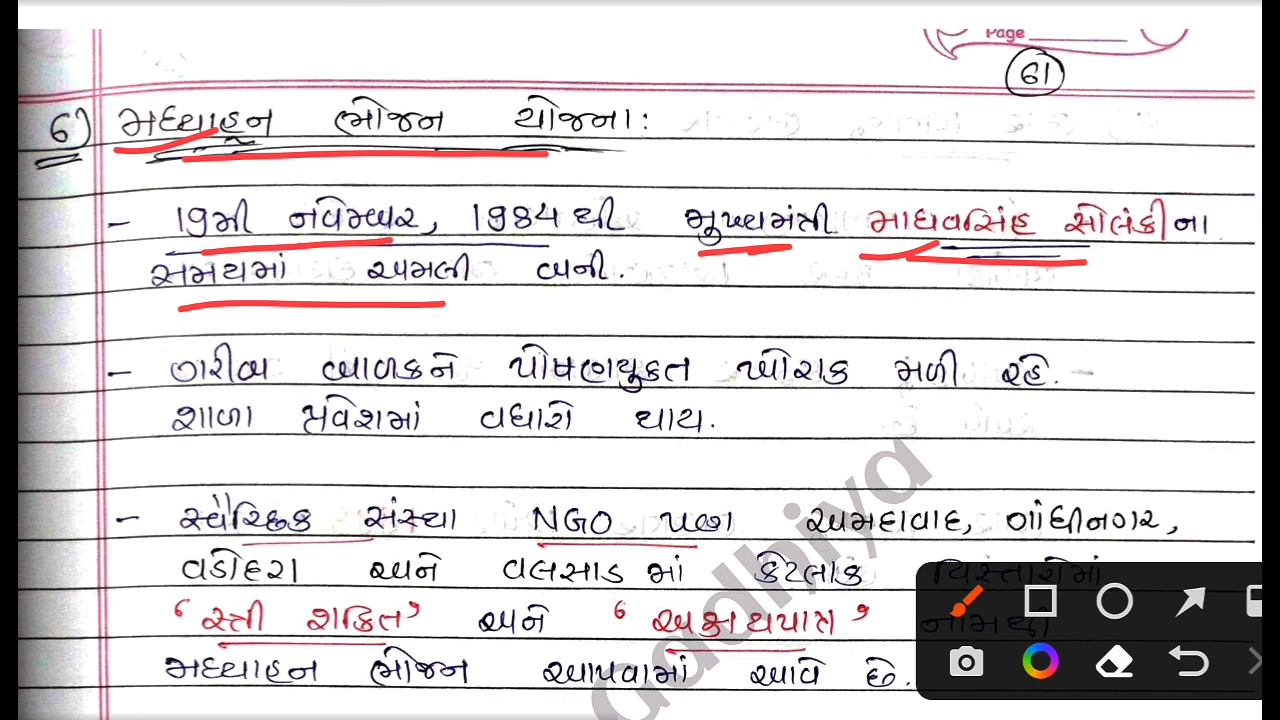 Page
61
6) મધ્યાહન ભોજન યોજના:
- 19મી નવેમ્બર, 1984 થી મુખ્યમંત્રી માધવસિંહ સોલંકીના
સમયમાં અમલી બની.
- ગરીબ બાળકને પોષણયુકત ખોરાક મળી રહે.
શાળા પ્રવેશમાં વધારો થાય.
- સ્વૈચ્છિક સંસ્થા NGO પણ અમદાવાદ, ગાંધીનગર,
વડોદરા અને વલસાડ માં કેટલાક વિસ્તારોમાં
‘સ્ત્રી શકિત’ અને ‘અક્ષયપાત્ર’ નામથી
મધ્યાહન ભોજન આપવામાં આવે છે.
Gadhiya